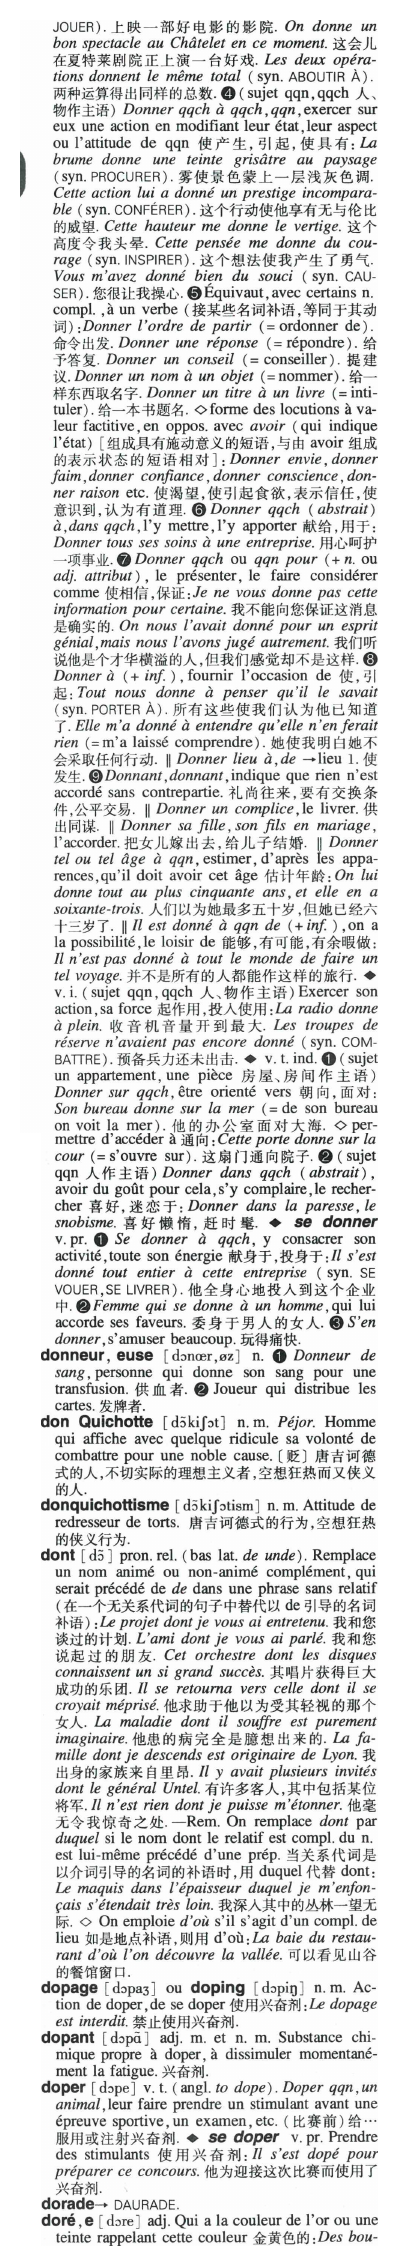 JOUER). 上映一部好电影的影院. On donne un
bon spectacle au Châtelet en ce moment. 这会儿
在夏特莱剧院正上演一台好戏. Les deux opéra-
tions donnent le même total (syn. ABOUTIR À).
两种运算得出同样的总数. ❹ (sujet qqn, qqch 人、
物作主语) Donner qqch à qqch, qqn, exercer sur
eux une action en modifiant leur état, leur aspect
ou l'attitude de qqn 使产生, 引起, 使具有: La
brume donne une teinte grisâtre au paysage
(syn. PROCURER). 雾使景色蒙上一层浅灰色调.
Cette action lui a donné un prestige incompara-
ble (syn. CONFÉRER). 这个行动使他享有无与伦比
的威望. Cette hauteur me donne le vertige. 这个
高度令我头晕. Cette pensée me donne du cou-
rage (syn. INSPIRER). 这个想法使我产生了勇气.
Vous m'avez donné bien du souci (syn. CAU-
SER). 您很让我操心. ❺ Équivaut, avec certains n.
compl., à un verbe (接某些名词补语, 等同于其动
词): Donner l'ordre de partir (= ordonner de).
命令出发. Donner une réponse (= répondre). 给
予答复. Donner un conseil (= conseiller). 提建
议. Donner un nom à un objet (= nommer). 给一
样东西取名字. Donner un titre à un livre (= inti-
tuler). 给一本书题名. ◇ forme des locutions à va-
leur factitive, en oppos. avec avoir (qui indique
l'état) [组成具有施动意义的短语, 与由 avoir 组成
的表示状态的短语相对]: Donner envie, donner
faim, donner confiance, donner conscience, don-
ner raison etc. 使渴望, 使引起食欲, 表示信任, 使
意识到, 认为有道理. ❻ Donner qqch (abstrait)
à, dans qqch, l'y mettre, l'y apporter 献给, 用于:
Donner tous ses soins à une entreprise. 用心呵护
一项事业. ❼ Donner qqch ou qqn pour (+ n. ou
adj. attribut), le présenter, le faire considérer
comme 使相信, 保证: Je ne vous donne pas cette
information pour certaine. 我不能向您保证这消息
是确实的. On nous l'avait donné pour un esprit
génial, mais nous l'avons jugé autrement. 我们听
说他是个才华横溢的人, 但我们感觉却不是这样. ❽
Donner à (+ inf.), fournir l'occasion de 使, 引
起: Tout nous donne à penser qu'il le savait
(syn. PORTER À). 所有这些使我们认为他已知道
了. Elle m'a donné à entendre qu'elle n'en ferait
rien (= m'a laissé comprendre). 她使我明白她不
会采取任何行动. ‖ Donner lieu à, de → lieu 1. 使
发生. ❾ Donnant, donnant, indique que rien n'est
accordé sans contrepartie. 礼尚往来, 要有交换条
件, 公平交易. ‖ Donner un complice, le livrer. 供
出同谋. ‖ Donner sa fille, son fils en mariage,
l'accorder. 把女儿嫁出去, 给儿子结婚. ‖ Donner
tel ou tel âge à qqn, estimer, d'après les appa-
rences, qu'il doit avoir cet âge 估计年龄: On lui
donne tout au plus cinquante ans, et elle en a
soixante-trois. 人们以为她最多五十岁, 但她已经六
十三岁了. ‖ Il est donné à qqn de (+ inf.), on a
la possibilité, le loisir de 能够, 有可能, 有余暇做:
Il n'est pas donné à tout le monde de faire un
tel voyage. 并不是所有的人都能作这样的旅行. ◆
v. i. (sujet qqn, qqch 人、物作主语) Exercer son
action, sa force 起作用, 投入使用: La radio donne
à plein. 收音机音量开到最大. Les troupes de
réserve n'avaient pas encore donné (syn. COM-
BATTRE). 预备兵力还未出击. ◆ v. t. ind. ❶ (sujet
un appartement, une pièce 房屋、房间作主语)
Donner sur qqch, être orienté vers 朝向, 面对:
Son bureau donne sur la mer (= de son bureau
on voit la mer). 他的办公室面对大海. ◇ per-
mettre d'accéder à 通向: Cette porte donne sur la
cour (= s'ouvre sur). 这扇门通向院子. ❷ (sujet
qqn 人作主语) Donner dans qqch (abstrait),
avoir du goût pour cela, s'y complaire, le recher-
cher 喜好, 迷恋于: Donner dans la paresse, le
snobisme. 喜好懒惰, 赶时髦. ◆ se donner
v. pr. ❶ Se donner à qqch, y consacrer son
activité, toute son énergie 献身于, 投身于: Il s'est
donné tout entier à cette entreprise (syn. SE
VOUER, SE LIVRER). 他全身心地投入到这个企业
中. ❷ Femme qui se donne à un homme, qui lui
accorde ses faveurs. 委身于男人的女人. ❸ S'en
donner, s'amuser beaucoup. 玩得痛快.
donneur, euse [dɔnœr, øz] n. ❶ Donneur de
sang, personne qui donne son sang pour une
transfusion. 供血者. ❷ Joueur qui distribue les
cartes. 发牌者.
don Quichotte [dɔ̃kiʃɔt] n. m. Péjor. Homme
qui affiche avec quelque ridicule sa volonté de
combattre pour une noble cause. [贬] 唐吉诃德
式的人, 不切实际的理想主义者, 空想狂热而又侠义
的人.
donquichottisme [dɔ̃kiʃɔtism] n. m. Attitude de
redresseur de torts. 唐吉诃德式的行为, 空想狂热
的侠义行为.
dont [dɔ̃] pron. rel. (bas lat. de unde). Remplace
un nom animé ou non-animé complément, qui
serait précédé de de dans une phrase sans relatif
(在一个无关系代词的句子中替代以 de 引导的名词
补语): Le projet dont je vous ai entretenu. 我和您
谈过的计划. L'ami dont je vous ai parlé. 我和您
说起过的朋友. Cet orchestre dont les disques
connaissent un si grand succès. 其唱片获得巨大
成功的乐团. Il se retourna vers celle dont il se
croyait méprisé. 他求助于他以为受其轻视的那个
女人. La maladie dont il souffre est purement
imaginaire. 他患的病完全是臆想出来的. La fa-
mille dont je descends est originaire de Lyon. 我
出身的家族来自里昂. Il y avait plusieurs invités
dont le général Untel. 有许多客人, 其中包括某位
将军. Il n'est rien dont je puisse m'étonner. 他毫
无令我惊奇之处. —Rem. On remplace dont par
duquel si le nom dont le relatif est compl. du n.
est lui-même précédé d'une prép. 当关系代词是
以介词引导的名词的补语时, 用 duquel 代替 dont:
Le maquis dans l'épaisseur duquel je m'enfon-
çais s'étendait très loin. 我深入其中的丛林一望无
际. ◇ On emploie d'où s'il s'agit d'un compl. de
lieu 如是地点补语, 则用 d'où: La baie du restau-
rant d'où l'on découvre la vallée. 可以看见山谷
的餐馆窗口.
dopage [dɔpaʒ] ou doping [dɔpiŋ] n. m. Ac-
tion de doper, de se doper 使用兴奋剂: Le dopage
est interdit. 禁止使用兴奋剂.
dopant [dɔpɑ̃] adj. m. et n. m. Substance chi-
mique propre à doper, à dissimuler momentané-
ment la fatigue. 兴奋剂.
doper [dɔpe] v. t. (angl. to dope). Doper qqn, un
animal, leur faire prendre un stimulant avant une
épreuve sportive, un examen, etc. (比赛前) 给…
服用或注射兴奋剂. ◆ se doper v. pr. Prendre
des stimulants 使用兴奋剂: Il s'est dopé pour
préparer ce concours. 他为迎接这次比赛而使用了
兴奋剂.
dorade → DAURADE.
doré, e [dɔre] adj. Qui a la couleur de l'or ou une
teinte rappelant cette couleur 金黄色的: Des bou-